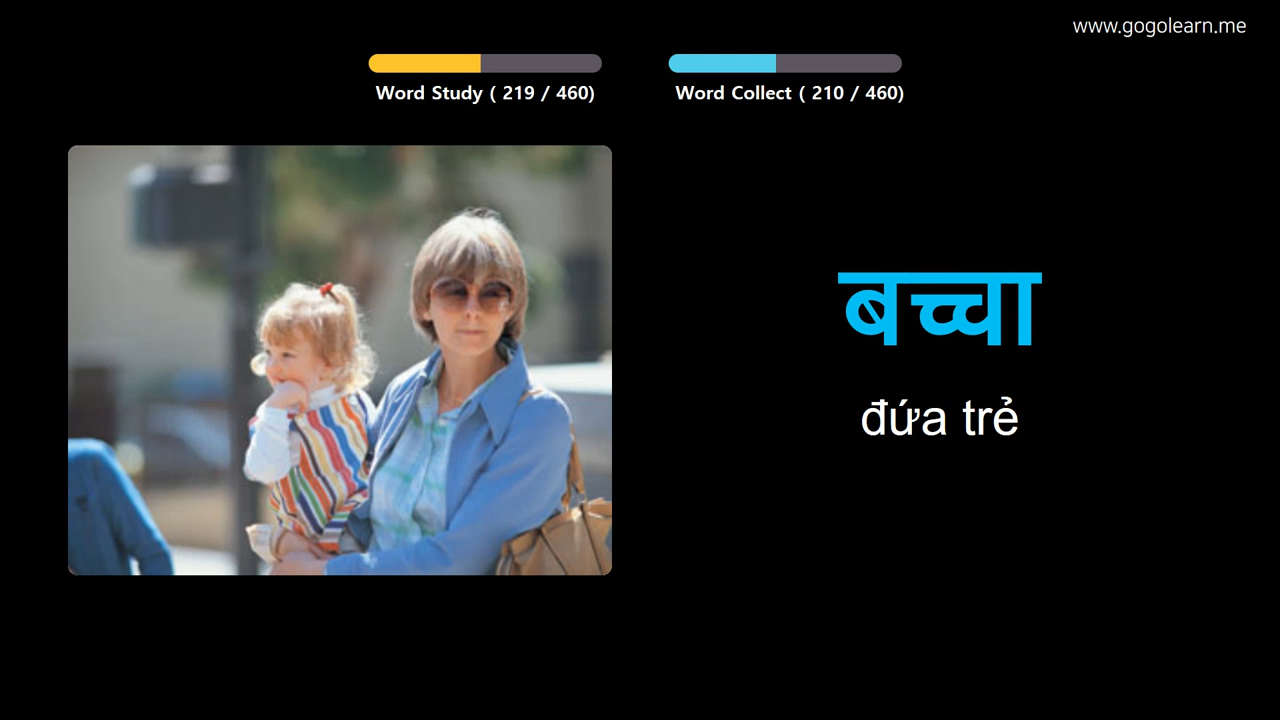 www.gogolearn.me
Word Study ( 219 / 460)
Word Collect ( 210 / 460)
बच्चा
đứa trẻ